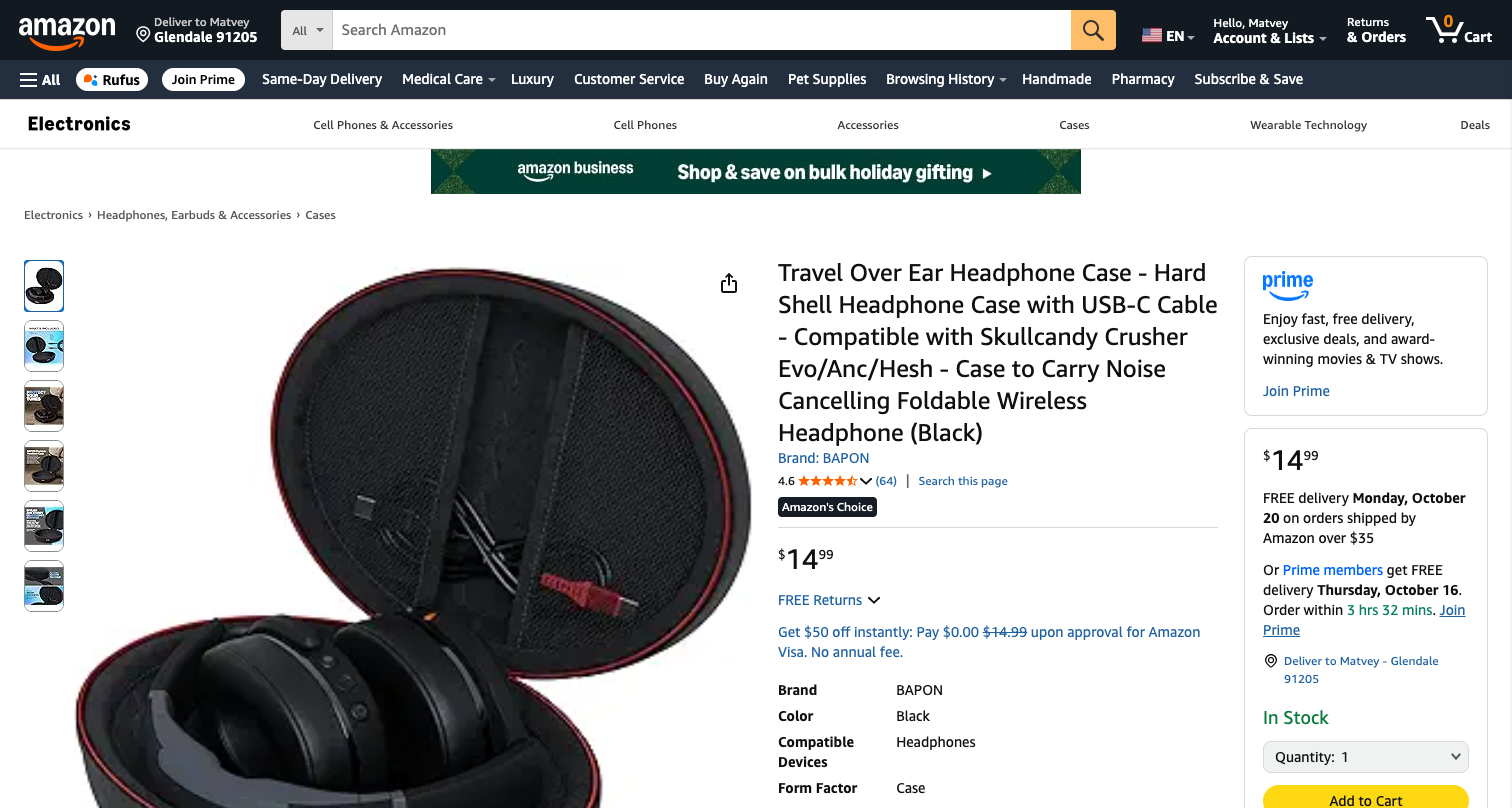 amazon
Deliver to Matvey
Glendale 91205
All
Search Amazon
EN
Hello, Matvey
Account & Lists
Returns
& Orders
0
Cart
All
Rufus
Join Prime
Same-Day Delivery
Medical Care
Luxury
Customer Service
Buy Again
Pet Supplies
Browsing History
Handmade
Pharmacy
Subscribe & Save
Electronics
Cell Phones & Accessories
Cell Phones
Accessories
Cases
Wearable Technology
Deals
amazon business
Shop & save on bulk holiday gifting
Electronics › Headphones, Earbuds & Accessories › Cases
Travel Over Ear Headphone Case - Hard
Shell Headphone Case with USB-C Cable
- Compatible with Skullcandy Crusher
Evo/Anc/Hesh - Case to Carry Noise
Cancelling Foldable Wireless
Headphone (Black)
Brand: BAPON
4.6 (64) | Search this page
Amazon's Choice
$14 99
FREE Returns
Get $50 off instantly: Pay $0.00 $14.99 upon approval for Amazon
Visa. No annual fee.
Brand BAPON
Color Black
Compatible Headphones
Devices
Form Factor Case
prime
Enjoy fast, free delivery,
exclusive deals, and award-
winning movies & TV shows.
Join Prime
$14 99
FREE delivery Monday, October
20 on orders shipped by
Amazon over $35
Or Prime members get FREE
delivery Thursday, October 16.
Order within 3 hrs 32 mins. Join
Prime
Deliver to Matvey - Glendale
91205
In Stock
Quantity: 1
Add to Cart